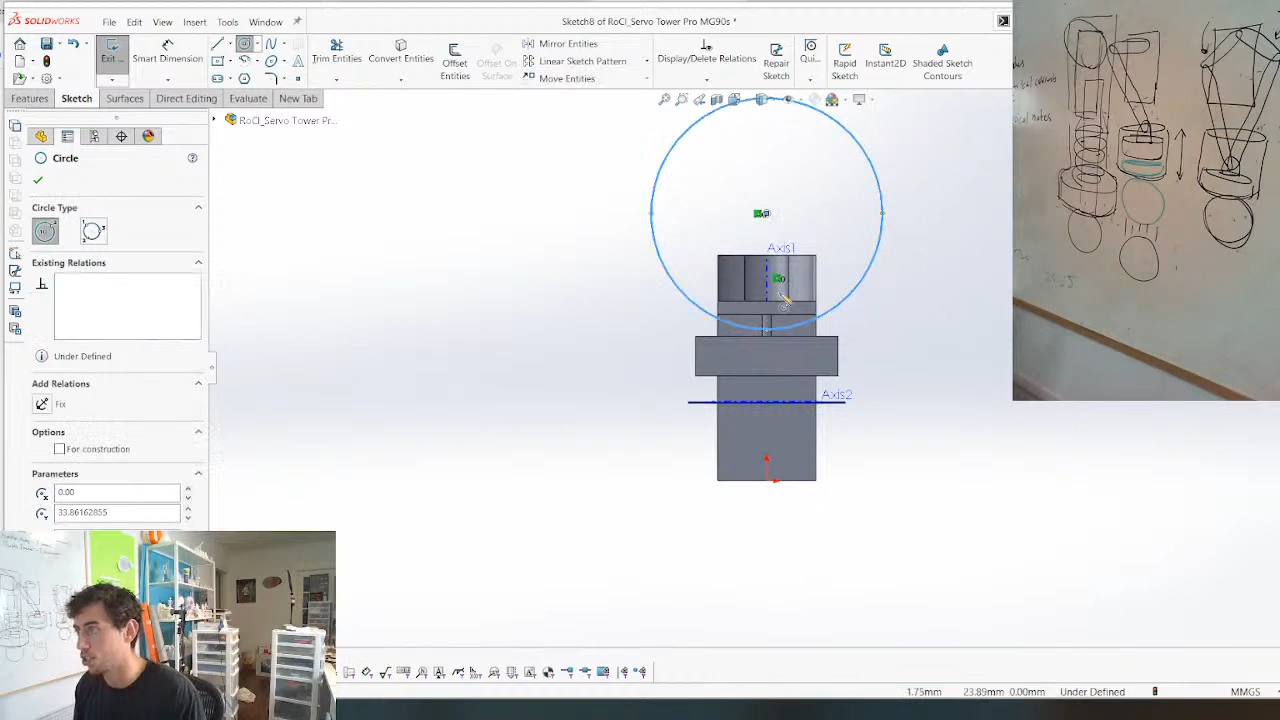 SOLIDWORKS File Edit View Insert Tools Window
Sketch8 of RoCI_Servo Tower Pro MG90s *
Exit ... Smart Dimension Trim Entities Convert Entities Offset Entities Offset On Surface Mirror Entities Linear Sketch Pattern Move Entities Display/Delete Relations Repair Sketch Qui... Rapid Sketch Instant2D Shaded Sketch Contours
Features Sketch Surfaces Direct Editing Evaluate New Tab
RoCI_Servo Tower Pr...
Circle
Circle Type
Existing Relations
Under Defined
Add Relations
Fix
Options
For construction
Parameters
0.00
33.86162855
Axis1
Axis2
1.75mm 23.89mm 0.00mm Under Defined MMGS